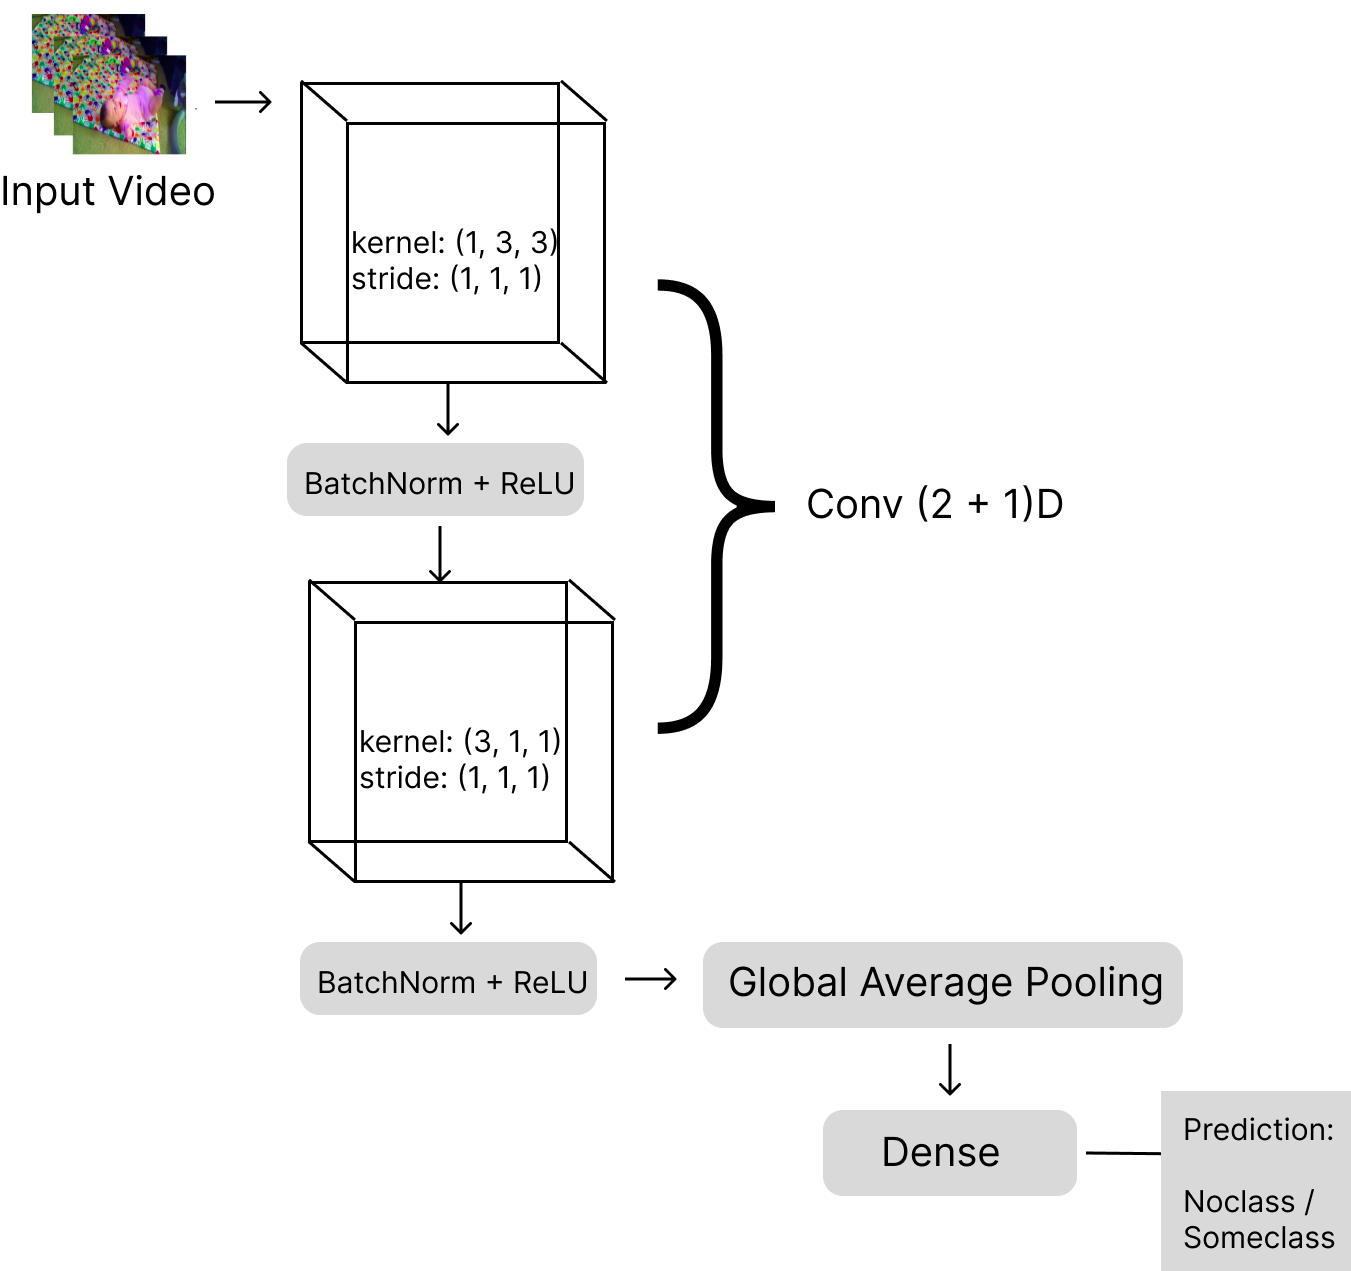 Input Video
kernel: (1, 3, 3)
stride: (1, 1, 1)
BatchNorm + ReLU
Conv (2 + 1)D
kernel: (3, 1, 1)
stride: (1, 1, 1)
BatchNorm + ReLU
Global Average Pooling
Dense
Prediction:
Noclass /
Someclass